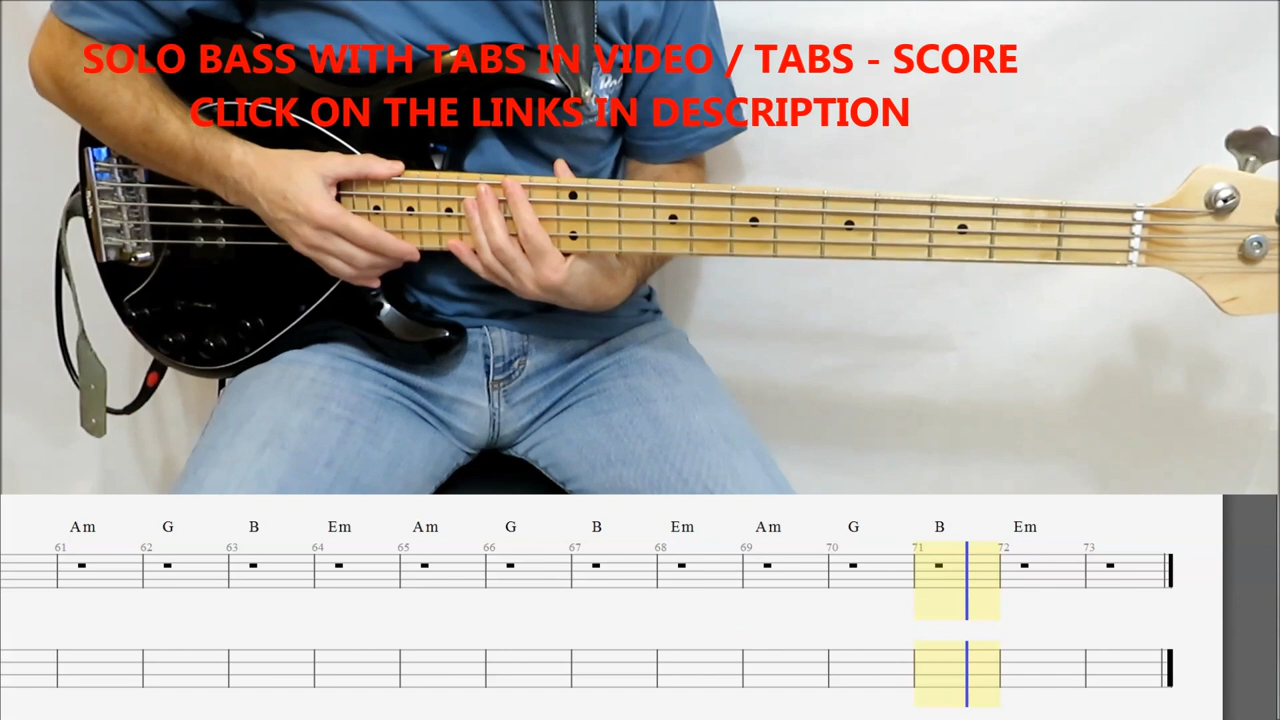 SOLO BASS WITH TABS IN VIDEO / TABS - SCORE
CLICK ON THE LINKS IN DESCRIPTION
Am G B Em Am G B Em Am G B Em
61 62 63 64 65 66 67 68 69 70 71 72 73